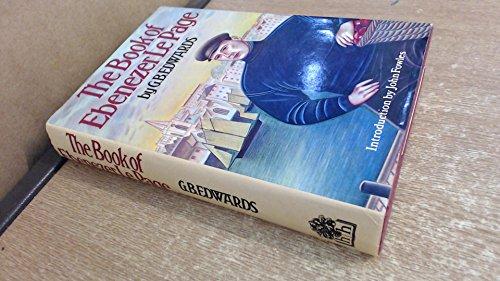 The Book of
Ebenezer Le Page
by G.B.EDWARDS
Introduction by John Fowles
The Book of
Ebenezer Le Page
G.B.EDWARDS